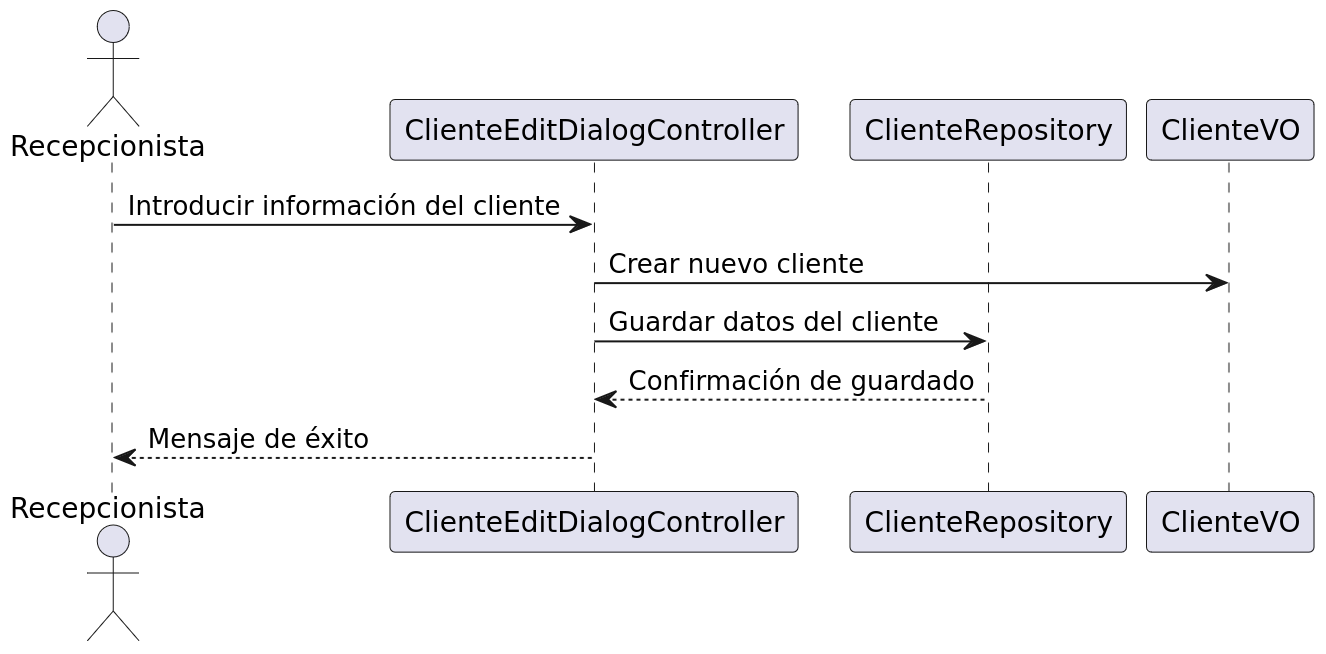 Recepcionista
ClienteEditDialogController
ClienteRepository
ClienteVO
Introducir información del cliente
Crear nuevo cliente
Guardar datos del cliente
Confirmación de guardado
Mensaje de éxito
Recepcionista
ClienteEditDialogController
ClienteRepository
ClienteVO